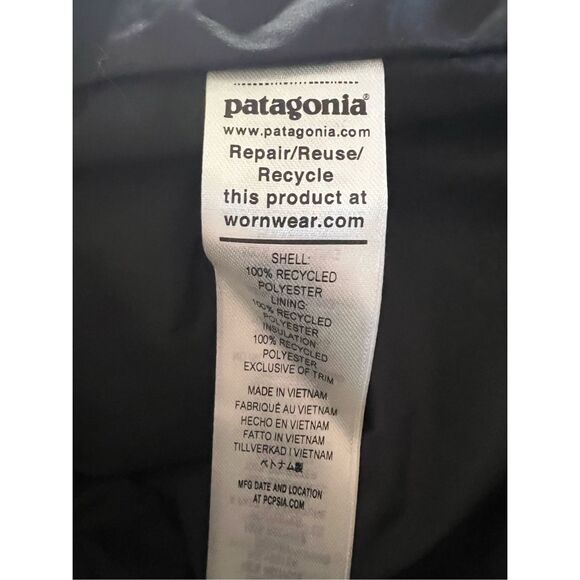 patagonia®
www.patagonia.com
Repair/Reuse/
Recycle
this product at
wornwear.com
SHELL:
100% RECYCLED
POLYESTER
LINING:
100% RECYCLED
POLYESTER
INSULATION:
100% RECYCLED
POLYESTER
EXCLUSIVE OF TRIM
MADE IN VIETNAM
FABRIQUÉ AU VIETNAM
HECHO EN VIETNAM
FATTO IN VIETNAM
TILLVERKAD I VIETNAM
ベトナム製
MFG DATE AND LOCATION
AT PCPSIA.COM